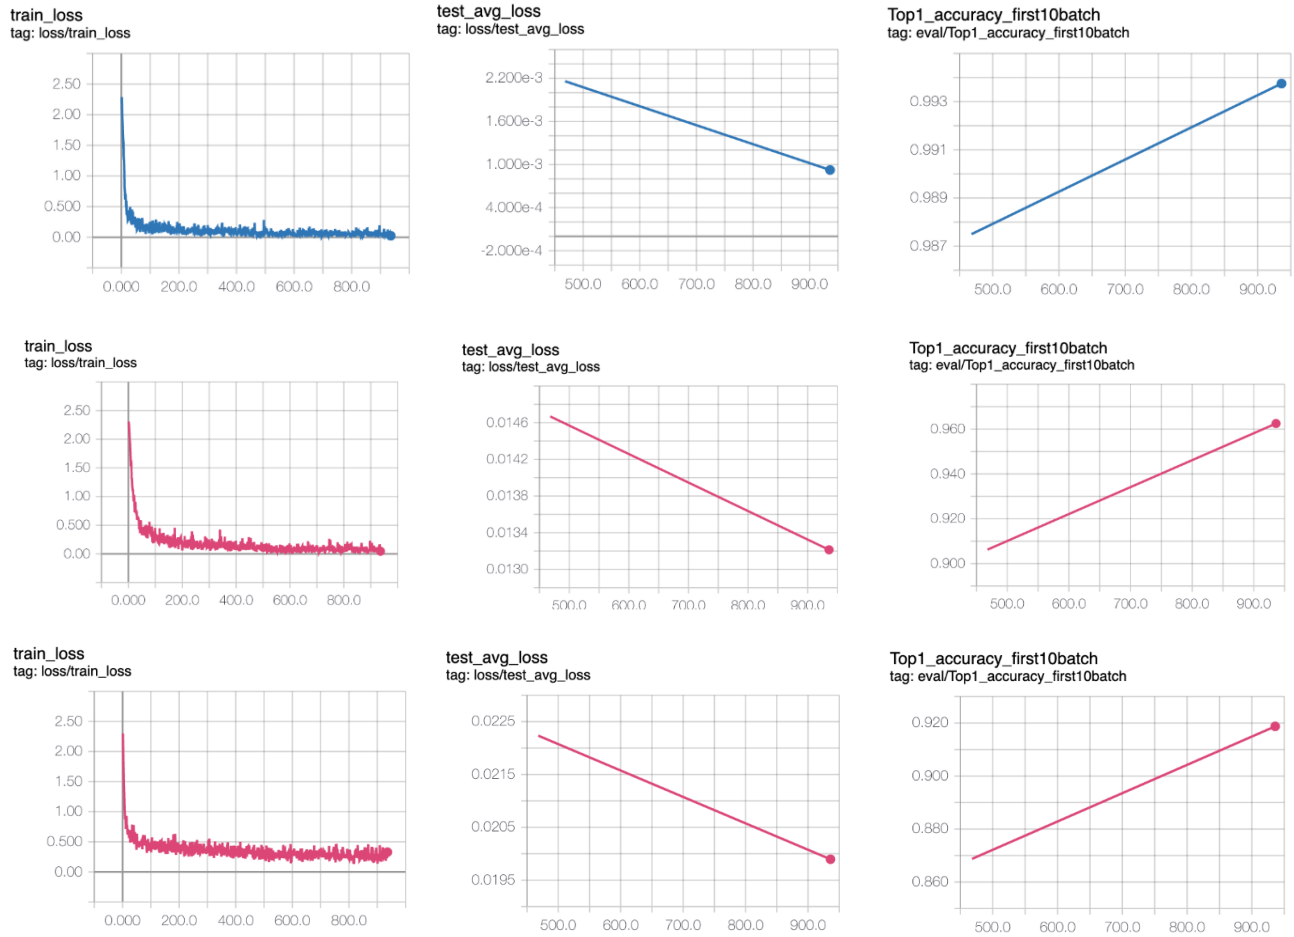 train_loss
tag: loss/train_loss
2.50
2.00
1.50
1.00
0.500
0.00
0.000 200.0 400.0 600.0 800.0
test_avg_loss
tag: loss/test_avg_loss
2.200e-3
1.600e-3
1.000e-3
4.000e-4
-2.000e-4
500.0 600.0 700.0 800.0 900.0
Top1_accuracy_first10batch
tag: eval/Top1_accuracy_first10batch
0.993
0.991
0.989
0.987
500.0 600.0 700.0 800.0 900.0
train_loss
tag: loss/train_loss
2.50
2.00
1.50
1.00
0.500
0.00
0.000 200.0 400.0 600.0 800.0
test_avg_loss
tag: loss/test_avg_loss
0.0146
0.0142
0.0138
0.0134
0.0130
500.0 600.0 700.0 800.0 900.0
Top1_accuracy_first10batch
tag: eval/Top1_accuracy_first10batch
0.960
0.940
0.920
0.900
500.0 600.0 700.0 800.0 900.0
train_loss
tag: loss/train_loss
2.50
2.00
1.50
1.00
0.500
0.00
0.000 200.0 400.0 600.0 800.0
test_avg_loss
tag: loss/test_avg_loss
0.0225
0.0215
0.0205
0.0195
500.0 600.0 700.0 800.0 900.0
Top1_accuracy_first10batch
tag: eval/Top1_accuracy_first10batch
0.920
0.900
0.880
0.860
500.0 600.0 700.0 800.0 900.0